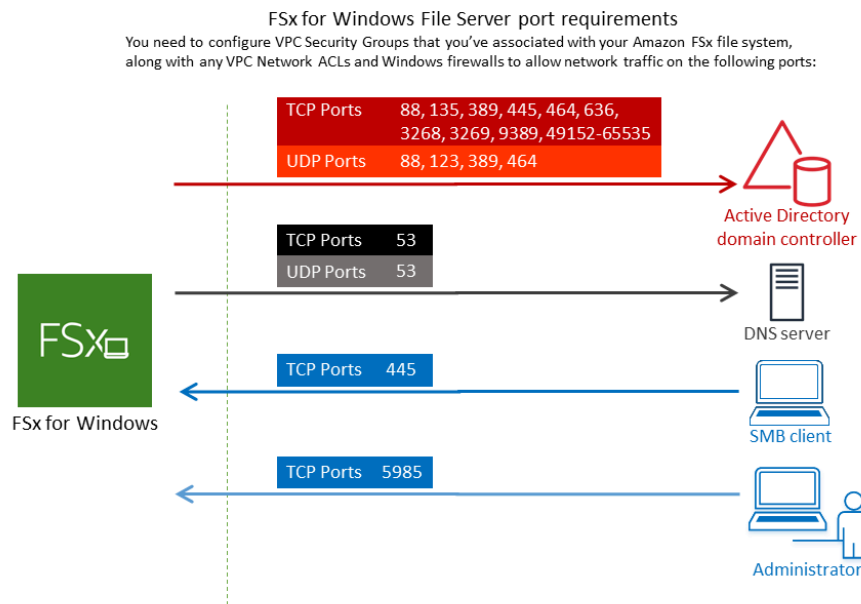 FSx for Windows File Server port requirements
You need to configure VPC Security Groups that you've associated with your Amazon FSx file system,
along with any VPC Network ACLs and Windows firewalls to allow network traffic on the following ports:
TCP Ports 88, 135, 389, 445, 464, 636,
3268, 3269, 9389, 49152-65535
UDP Ports 88, 123, 389, 464
Active Directory
domain controller
TCP Ports 53
UDP Ports 53
DNS server
FSx
FSx for Windows
TCP Ports 445
SMB client
TCP Ports 5985
Administrator